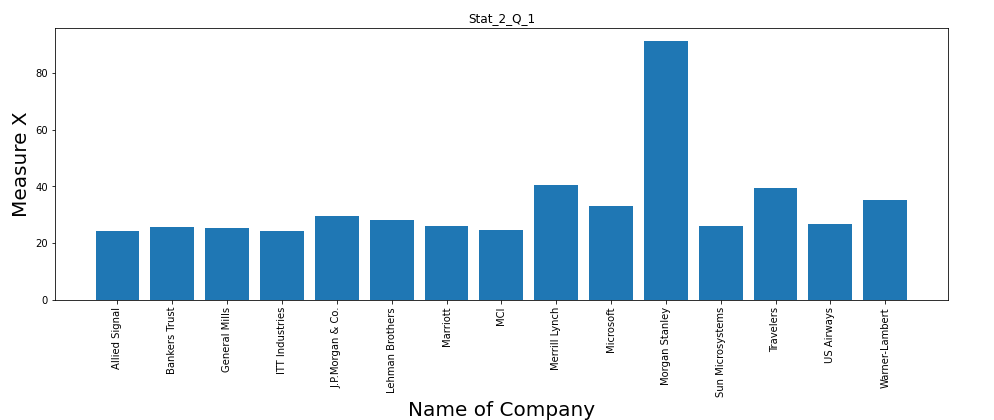 Stat_2_Q_1
Measure X
80
60
40
20
0
Allied Signal
Bankers Trust
General Mills
ITT Industries
J.P.Morgan & Co.
Lehman Brothers
Marriott
MCI
Merrill Lynch
Microsoft
Morgan Stanley
Sun Microsystems
Travelers
US Airways
Warner-Lambert
Name of Company